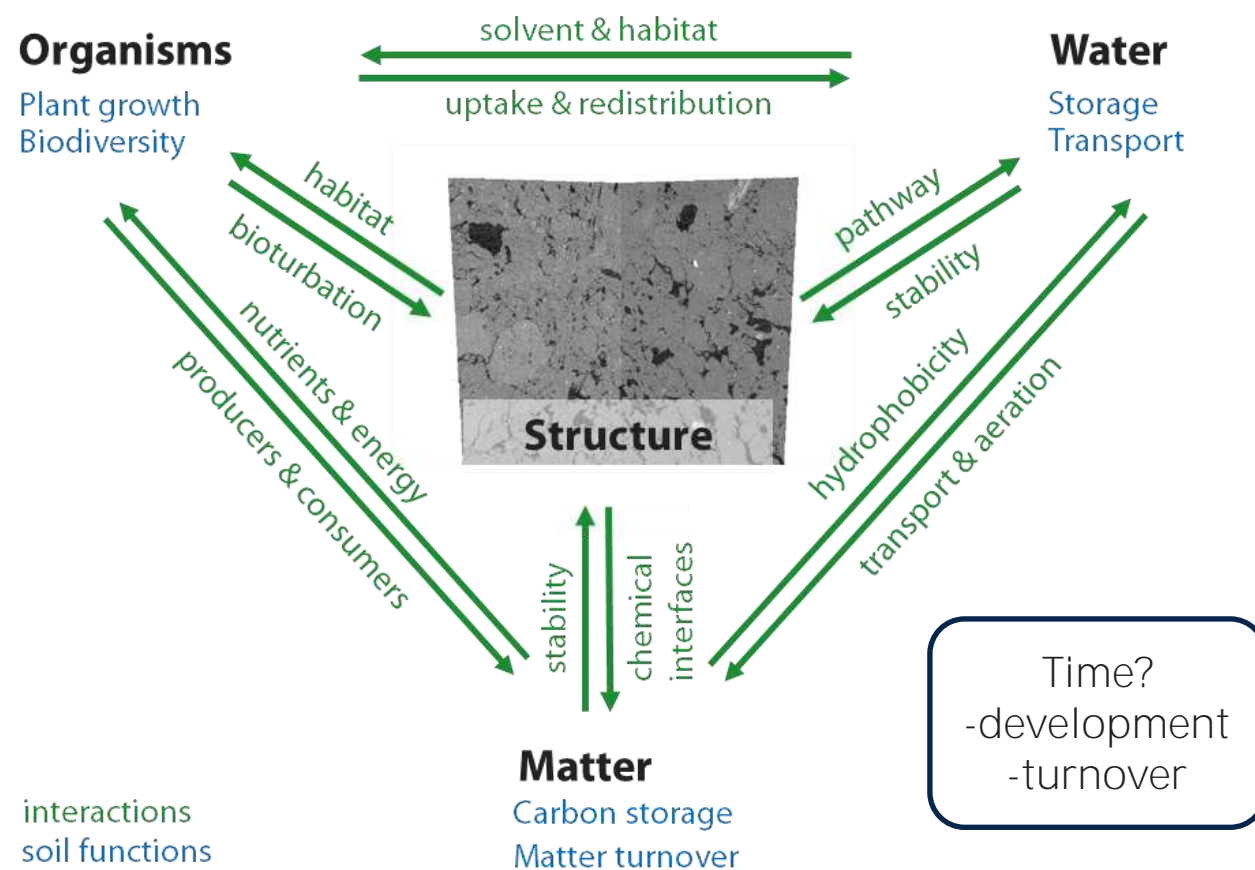 solvent & habitat
Organisms
Water
uptake & redistribution
Plant growth
Biodiversity
Storage
Transport
habitat
bioturbation
pathway
stability
nutrients & energy
producers & consumers
Structure
hydrophobicity
transport & aeration
stability
chemical
interfaces
Time?
-development
-turnover
Matter
Carbon storage
Matter turnover
interactions
soil functions